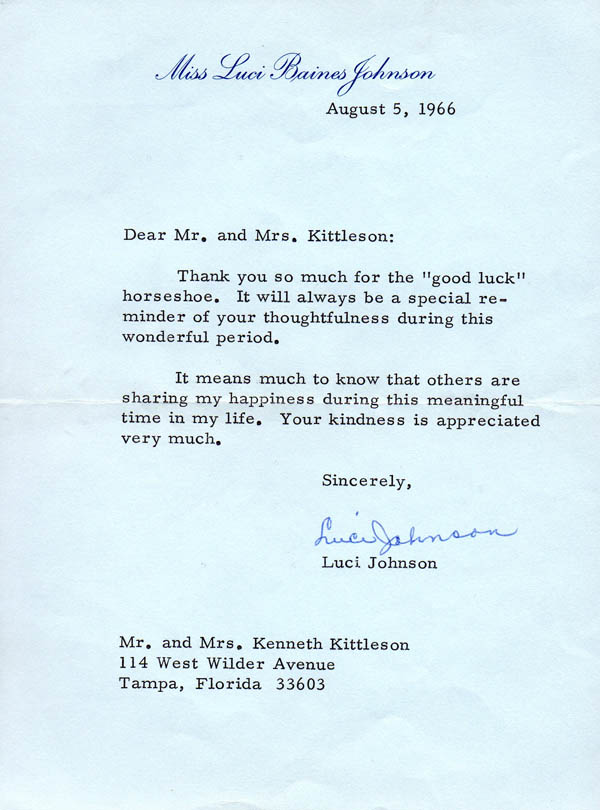 Miss Luci Baines Johnson
August 5, 1966
Dear Mr. and Mrs. Kittleson:
Thank you so much for the "good luck"
horseshoe. It will always be a special re-
minder of your thoughtfulness during this
wonderful period.
It means much to know that others are
sharing my happiness during this meaningful
time in my life. Your kindness is appreciated
very much.
Sincerely,
Luci Johnson
Luci Johnson
Mr. and Mrs. Kenneth Kittleson
114 West Wilder Avenue
Tampa, Florida 33603